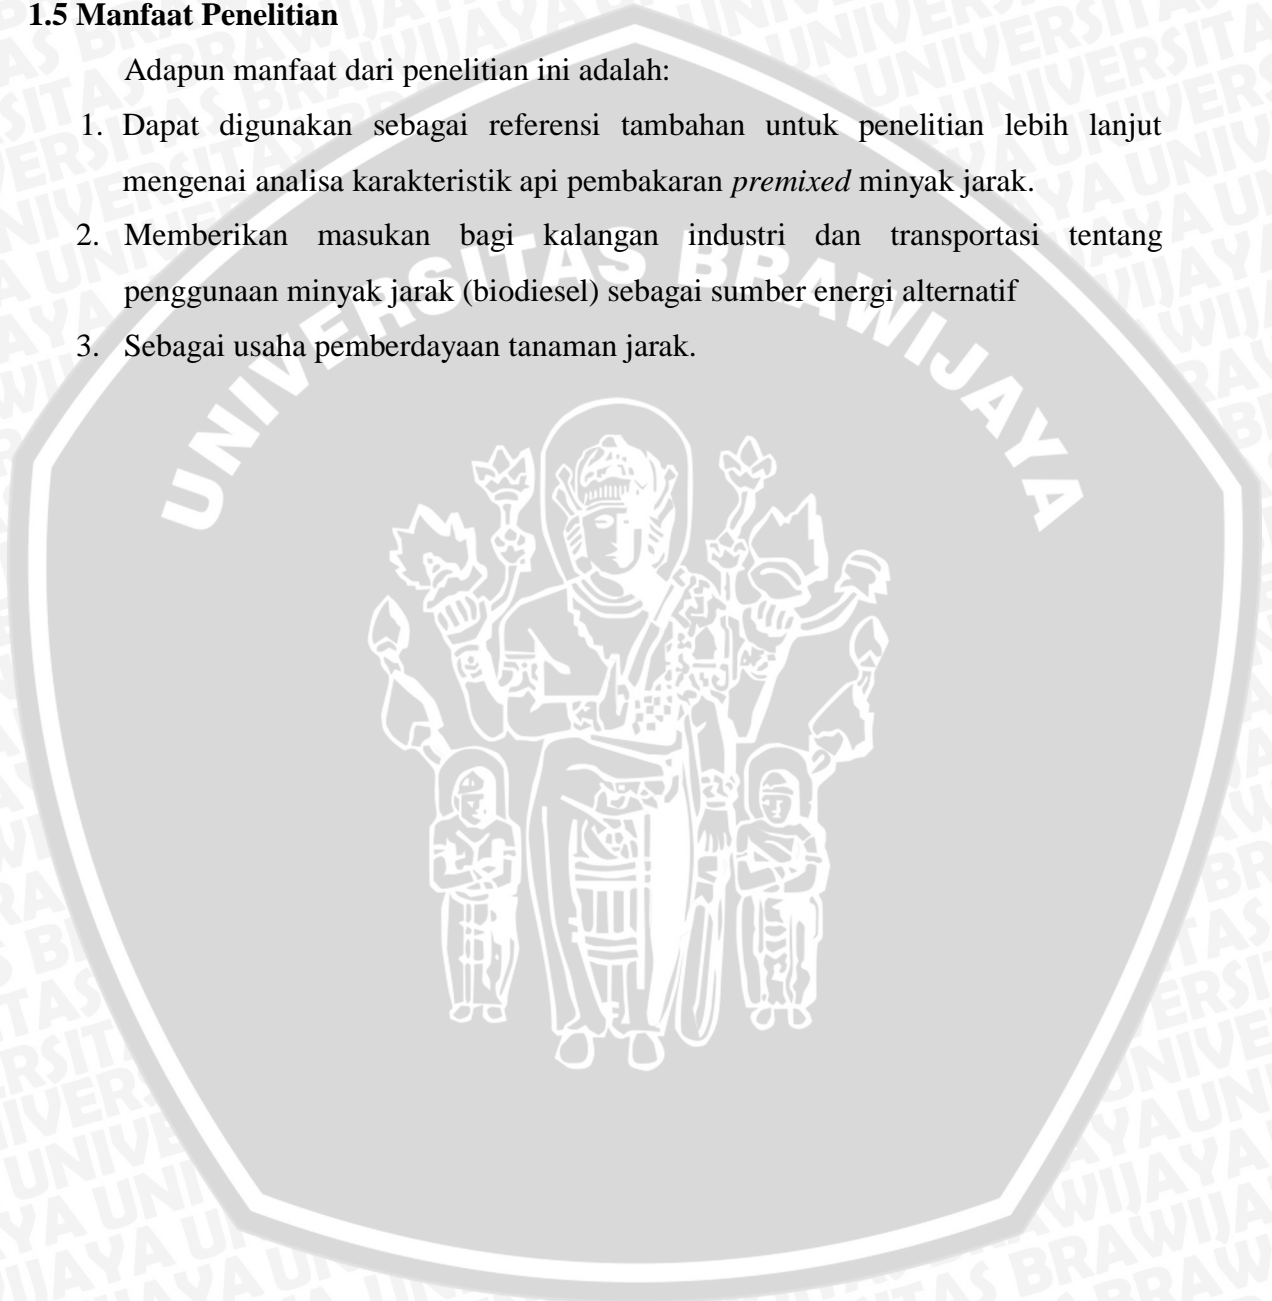 1.5 Manfaat Penelitian
Adapun manfaat dari penelitian ini adalah:
1. Dapat digunakan sebagai referensi tambahan untuk penelitian lebih lanjut
mengenai analisa karakteristik api pembakaran premixed minyak jarak.
2. Memberikan masukan bagi kalangan industri dan transportasi tentang
penggunaan minyak jarak (biodiesel) sebagai sumber energi alternatif
3. Sebagai usaha pemberdayaan tanaman jarak.
UNIVERSITAS BRAWIJAYA